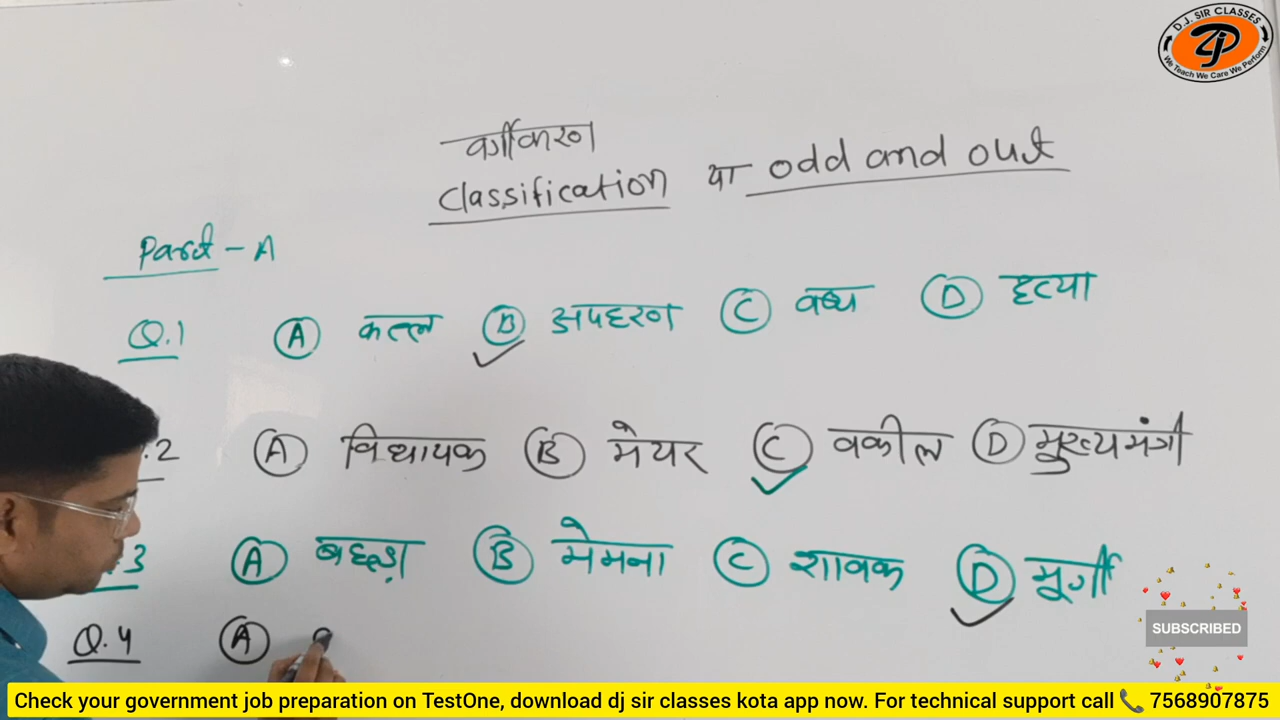 वर्गीकरण
Classification या odd and out
Part - A
Q.1 A कत्ल B अपहरण C वध्य D हत्या
.2 A विधायक B मेयर C वकील D मुख्यमंत्री
.3 A बछड़ा B मेमना C शावक D मूर्गी
Q.4 A
D.J. SIR CLASSES
We Teach We Care We Perform
SUBSCRIBED
Check your government job preparation on TestOne, download dj sir classes kota app now. For technical support call 📞 7568907875